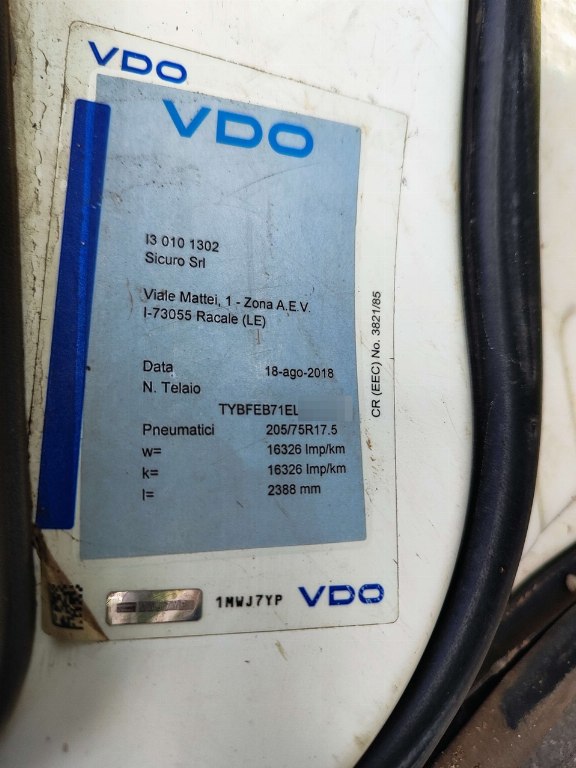 VDO
VDO
I3 010 1302
Sicuro Srl
Viale Mattei, 1 - Zona A.E.V.
I-73055 Racale (LE)
Data 18-ago-2018
N. Telaio
TYBFEB71EL
Pneumatici 205/75R17.5
w= 16326 Imp/km
k= 16326 Imp/km
l= 2388 mm
CR (EEC) No. 3821/85
1MWJ7YP VDO